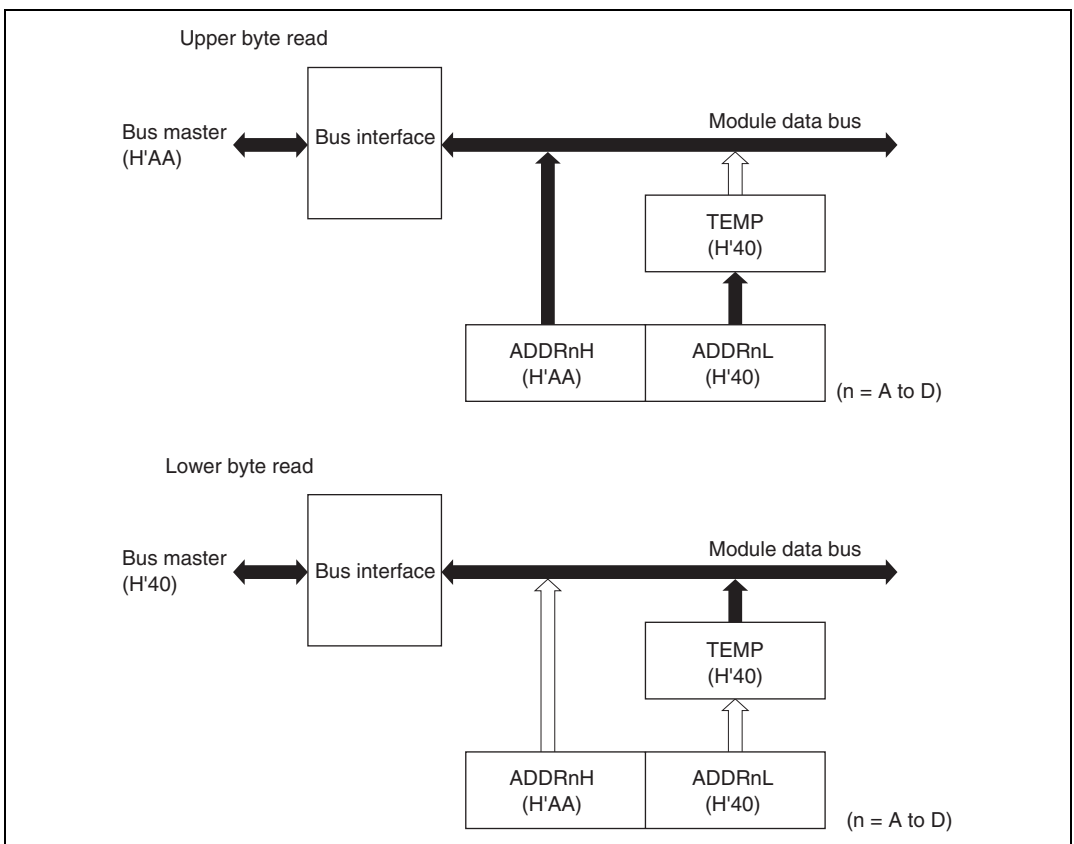 Upper byte read
Bus master
(H'AA)
Bus interface
Module data bus
TEMP
(H'40)
ADDRnH
(H'AA)
ADDRnL
(H'40)
(n = A to D)
Lower byte read
Bus master
(H'40)
Bus interface
Module data bus
TEMP
(H'40)
ADDRnH
(H'AA)
ADDRnL
(H'40)
(n = A to D)